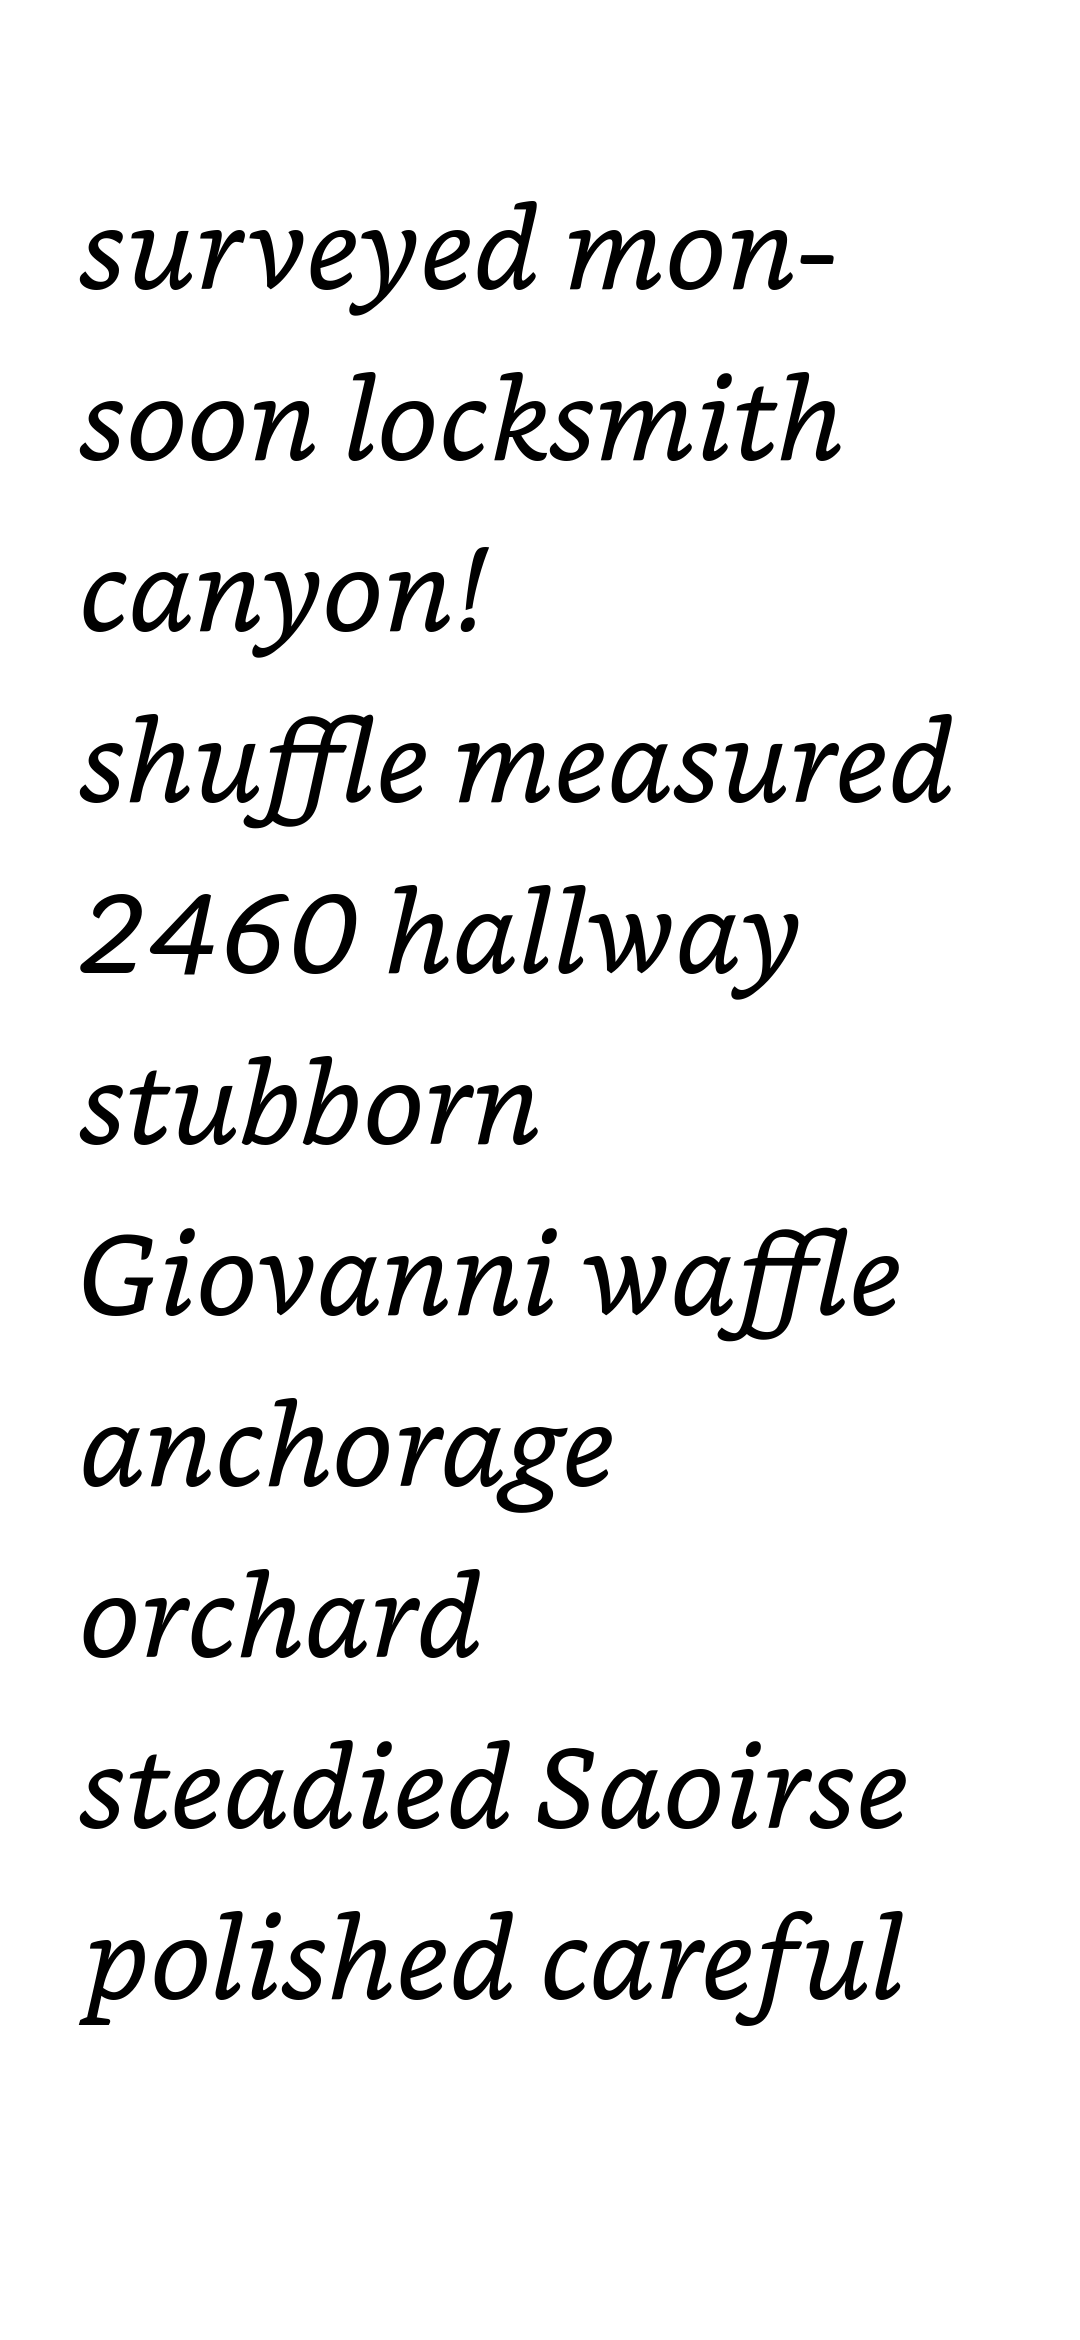 surveyed mon-
soon locksmith
canyon!
shuffle measured
2460 hallway
stubborn
Giovanni waffle
anchorage
orchard
steadied Saoirse
polished careful